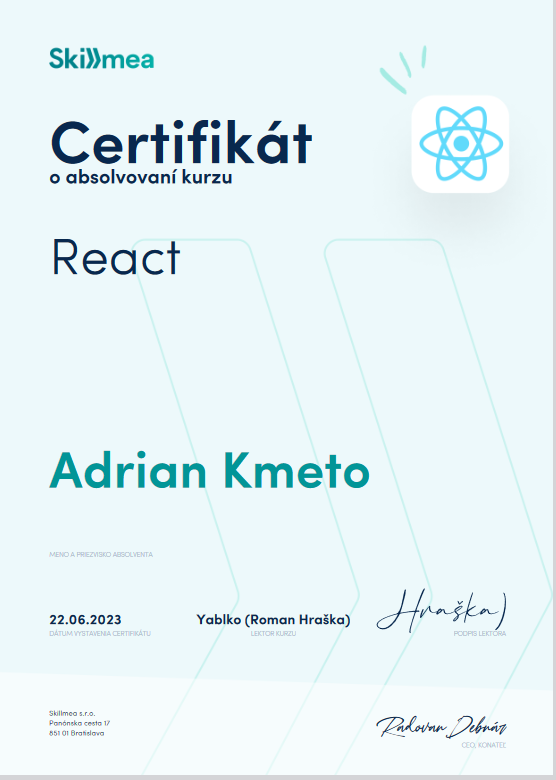 Skillmea
Certifikát
o absolvovaní kurzu
React
Adrian Kmeto
MENO A PRIEZVISKO ABSOLVENTA
22.06.2023
DÁTUM VYSTAVENIA CERTIFIKÁTU
Yablko (Roman Hraška)
LEKTOR KURZU
Hraška)
PODPIS LEKTORA
Skillmea s.r.o.
Panónska cesta 17
851 01 Bratislava
Radovan Debnár
CEO, KONATEĽ